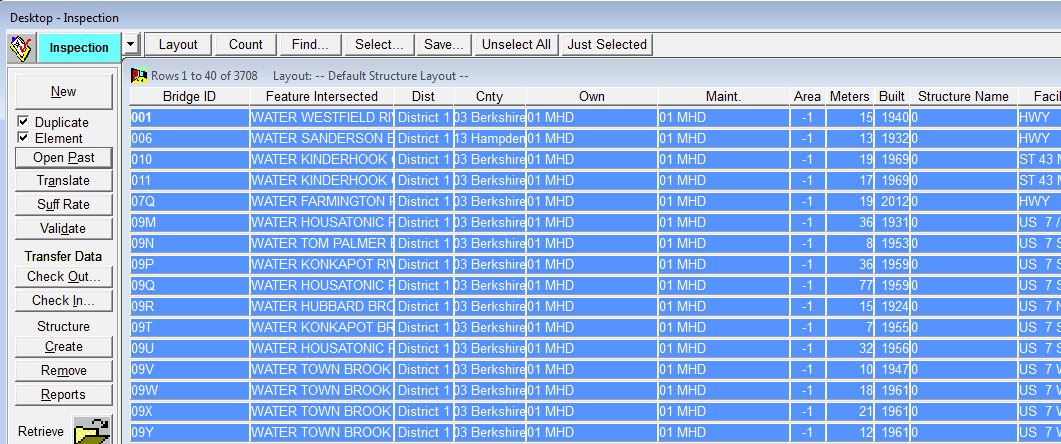 Desktop - Inspection
Inspection Layout Count Find... Select... Save... Unselect All Just Selected
Rows 1 to 40 of 3708 Layout: -- Default Structure Layout --
New
Duplicate
Element
Open Past
Translate
Suff Rate
Validate
Transfer Data
Check Out...
Check In...
Structure
Create
Remove
Reports
Retrieve
Bridge ID Feature Intersected Dist Cnty Own Maint. Area Meters Built Structure Name Facil
001 WATER WESTFIELD RI District 1 03 Berkshire 01 MHD 01 MHD -1 15 1940 0 HWY
006 WATER SANDERSON District 1 13 Hampden 01 MHD 01 MHD -1 13 1932 0 HWY
010 WATER KINDERHOOK District 1 03 Berkshire 01 MHD 01 MHD -1 19 1969 0 ST 43
011 WATER KINDERHOOK District 1 03 Berkshire 01 MHD 01 MHD -1 17 1969 0 ST 43
07Q WATER FARMINGTON District 1 03 Berkshire 01 MHD 01 MHD -1 19 2012 0 HWY
09M WATER HOUSATONIC District 1 03 Berkshire 01 MHD 01 MHD -1 36 1931 0 US 7 /
09N WATER TOM PALMER District 1 03 Berkshire 01 MHD 01 MHD -1 8 1953 0 US 7 S
09P WATER KONKAPOT RI District 1 03 Berkshire 01 MHD 01 MHD -1 36 1959 0 US 7 S
09Q WATER HOUSATONIC District 1 03 Berkshire 01 MHD 01 MHD -1 77 1959 0 US 7 S
09R WATER HUBBARD BRO District 1 03 Berkshire 01 MHD 01 MHD -1 15 1924 0 US 7 N
09T WATER KONKAPOT BR District 1 03 Berkshire 01 MHD 01 MHD -1 7 1955 0 US 7 S
09U WATER HOUSATONIC District 1 03 Berkshire 01 MHD 01 MHD -1 32 1956 0 US 7 S
09V WATER TOWN BROOK District 1 03 Berkshire 01 MHD 01 MHD -1 10 1947 0 US 7 W
09W WATER TOWN BROOK District 1 03 Berkshire 01 MHD 01 MHD -1 18 1961 0 US 7 W
09X WATER TOWN BROOK District 1 03 Berkshire 01 MHD 01 MHD -1 21 1961 0 US 7 W
09Y WATER TOWN BROOK District 1 03 Berkshire 01 MHD 01 MHD -1 12 1961 0 US 7 W